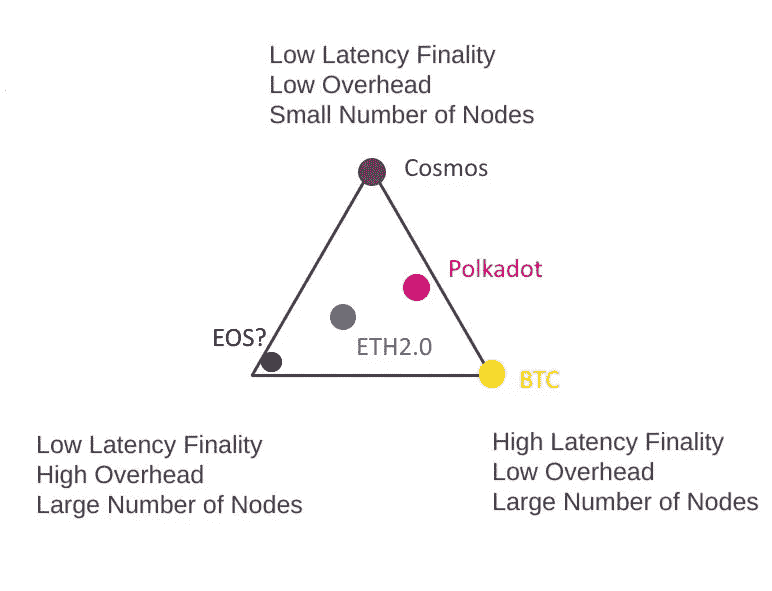 Low Latency Finality
Low Overhead
Small Number of Nodes
Cosmos
Polkadot
EOS?
ETH2.0
BTC
Low Latency Finality
High Overhead
Large Number of Nodes
High Latency Finality
Low Overhead
Large Number of Nodes